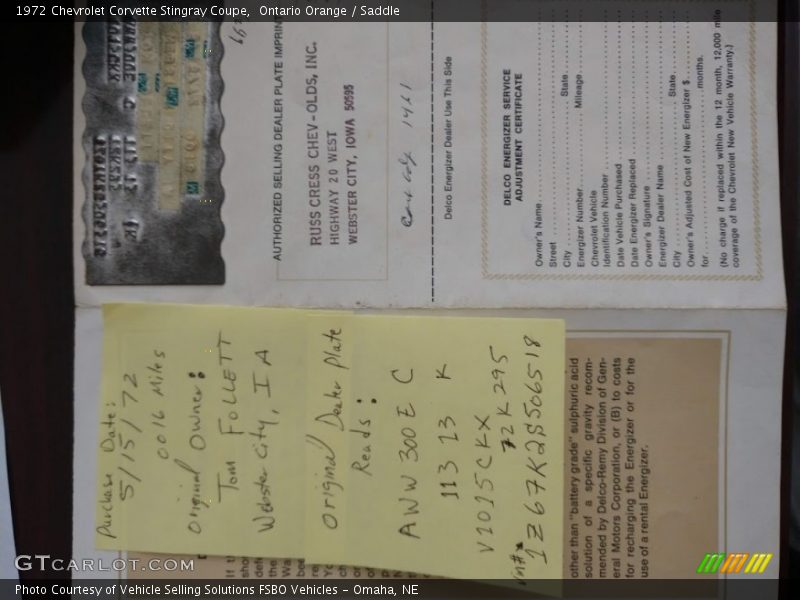 1972 Chevrolet Corvette Stingray Coupe,  Ontario Orange / Saddle
AUTHORIZED SELLING DEALER PLATE IMPRIN
RUSS CRESS CHEV-OLDS, INC.
HIGHWAY 20 WEST
WEBSTER CITY, IOWA 50595
1461
Delco Energizer Dealer Use This Side
DELCO ENERGIZER SERVICE
ADJUSTMENT CERTIFICATE
Owner's Name
Street
City State
Energizer Number Mileage
Chevrolet Vehicle
Identification Number
Date Vehicle Purchased
Date Energizer Replaced
Owner's Signature
Energizer Dealer Name
City State
Owner's Adjusted Cost of New Energizer $
for months.
(No charge if replaced within the 12 month, 12,000 mile
coverage of the Chevrolet New Vehicle Warranty.)
Purchase Date:
5/15/72
0016 Miles
Original Owner:
Tom FOLLETT
Webster City, IA
Original Dealer Plate
Reads:
AWW 300 E C
113 13 K
V1015CKX
72K295
1Z67K2S506518
other than "battery grade" sulphuric acid
solution of a specific gravity recom-
mended by Delco-Remy Division of Gen-
eral Motors Corporation, or (B) to costs
for recharging the Energizer or for the
use of a rental Energizer.
GTCARLOT.COM
Photo Courtesy of Vehicle Selling Solutions FSBO Vehicles - Omaha, NE